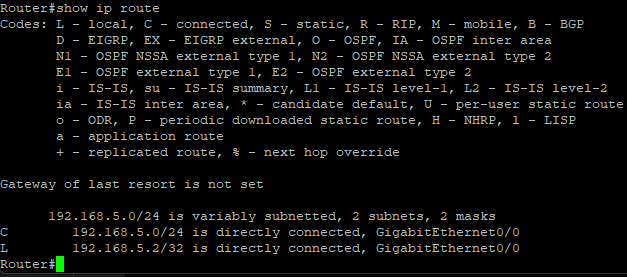 Router#show ip route
Codes: L - local, C - connected, S - static, R - RIP, M - mobile, B - BGP
D - EIGRP, EX - EIGRP external, O - OSPF, IA - OSPF inter area
N1 - OSPF NSSA external type 1, N2 - OSPF NSSA external type 2
E1 - OSPF external type 1, E2 - OSPF external type 2
i - IS-IS, su - IS-IS summary, L1 - IS-IS level-1, L2 - IS-IS level-2
ia - IS-IS inter area, * - candidate default, U - per-user static route
o - ODR, P - periodic downloaded static route, H - NHRP, l - LISP
a - application route
+ - replicated route, % - next hop override
Gateway of last resort is not set
192.168.5.0/24 is variably subnetted, 2 subnets, 2 masks
C 192.168.5.0/24 is directly connected, GigabitEthernet0/0
L 192.168.5.2/32 is directly connected, GigabitEthernet0/0
Router#